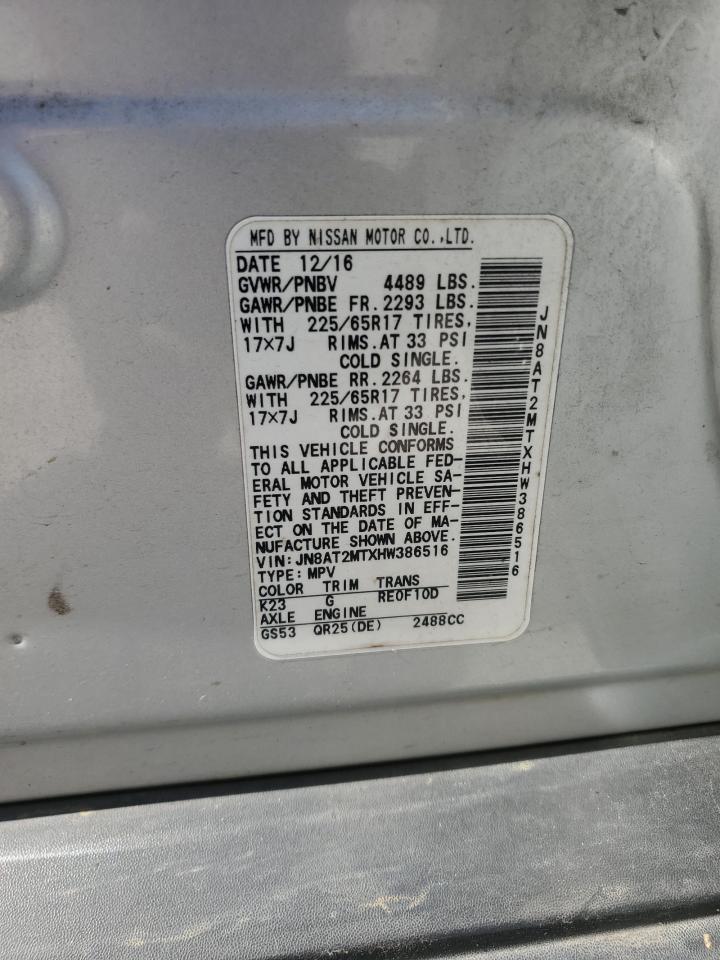 MFD BY NISSAN MOTOR CO.,LTD.
DATE 12/16
GVWR/PNBV 4489 LBS.
GAWR/PNBE FR. 2293 LBS.
WITH 225/65R17 TIRES,
17×7J RIMS.AT 33 PSI
COLD SINGLE.
GAWR/PNBE RR. 2264 LBS.
WITH 225/65R17 TIRES,
17×7J RIMS.AT 33 PSI
COLD SINGLE.
THIS VEHICLE CONFORMS
TO ALL APPLICABLE FED-
ERAL MOTOR VEHICLE SA-
FETY AND THEFT PREVEN-
TION STANDARDS IN EFF-
ECT ON THE DATE OF MA-
NUFACTURE SHOWN ABOVE.
VIN:JN8AT2MTXHW386516
TYPE:MPV
COLOR TRIM TRANS
K23 G RE0F10D
AXLE ENGINE
GS53 QR25(DE) 2488CC
JN8AT2MTXHW386516